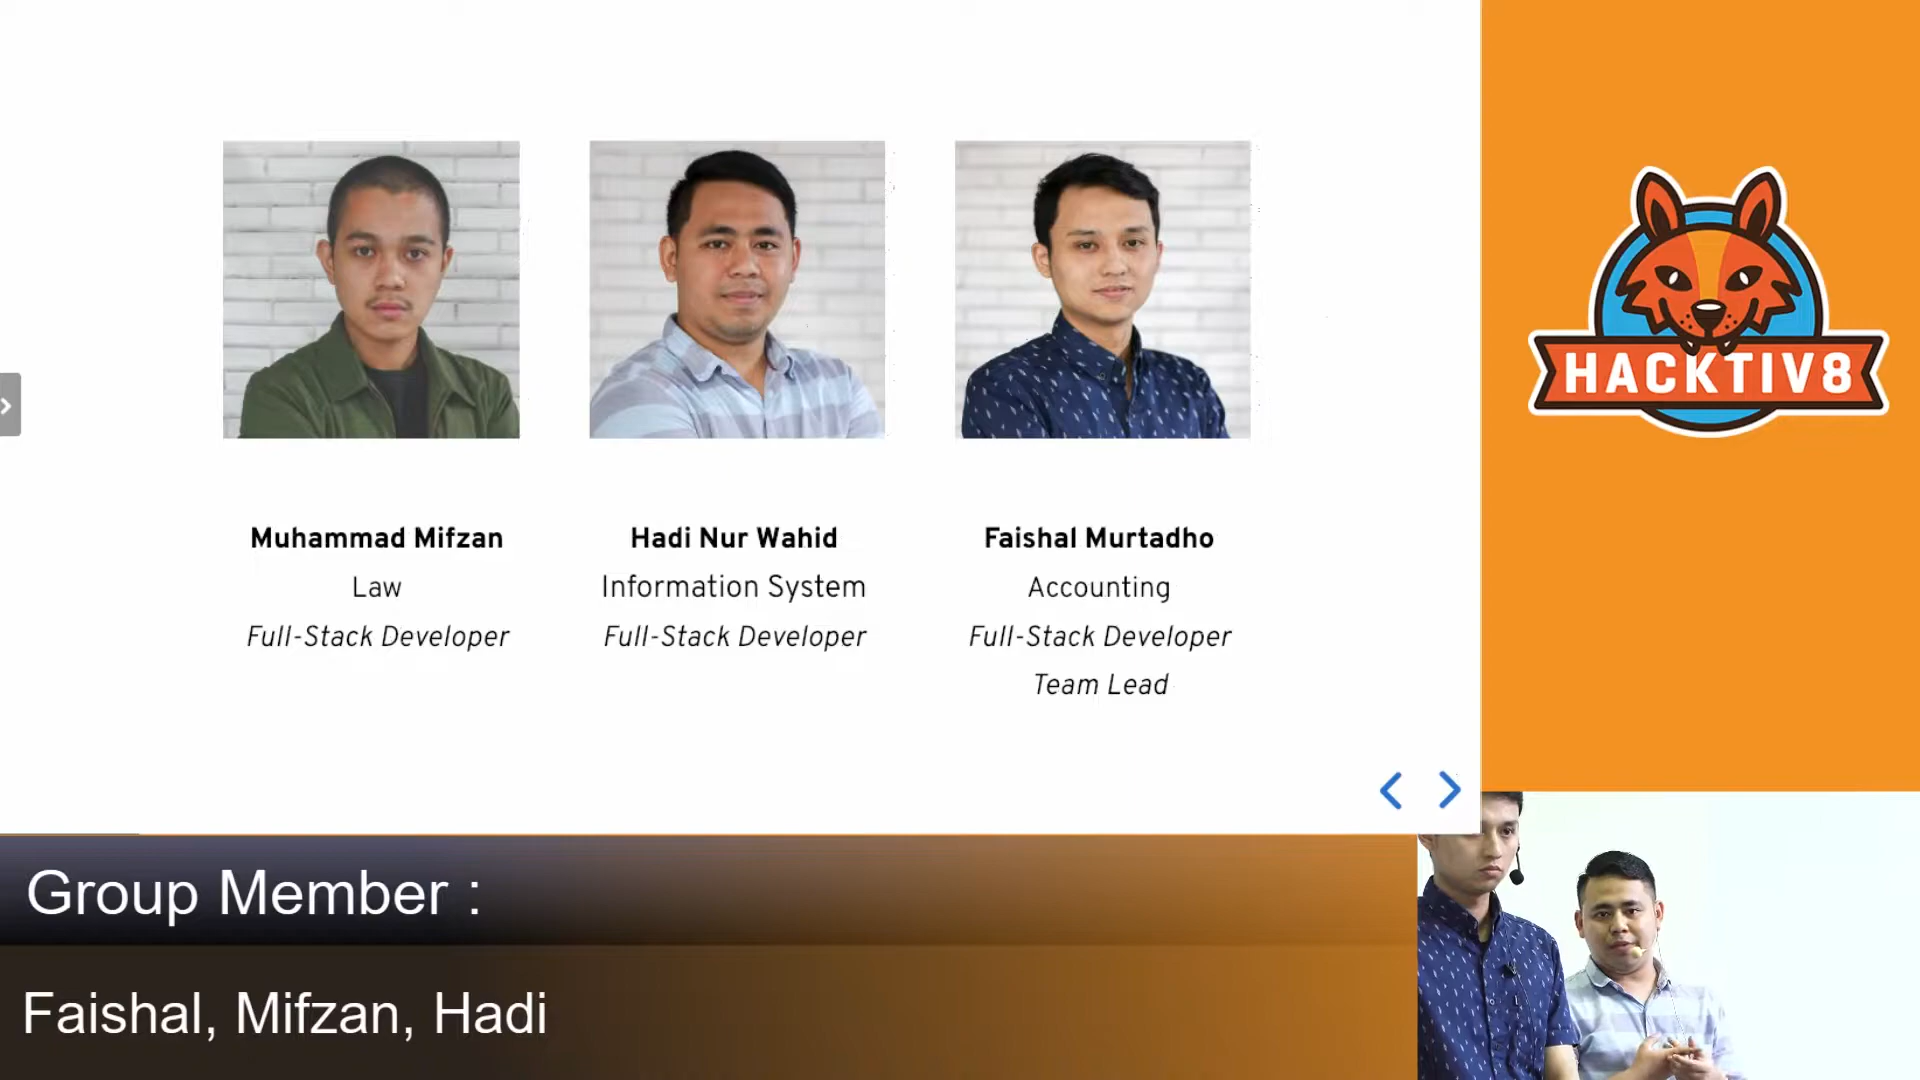 HACKTIV8
Muhammad Mifzan
Law
Full-Stack Developer
Hadi Nur Wahid
Information System
Full-Stack Developer
Faishal Murtadho
Accounting
Full-Stack Developer
Team Lead
Group Member :
Faishal, Mifzan, Hadi